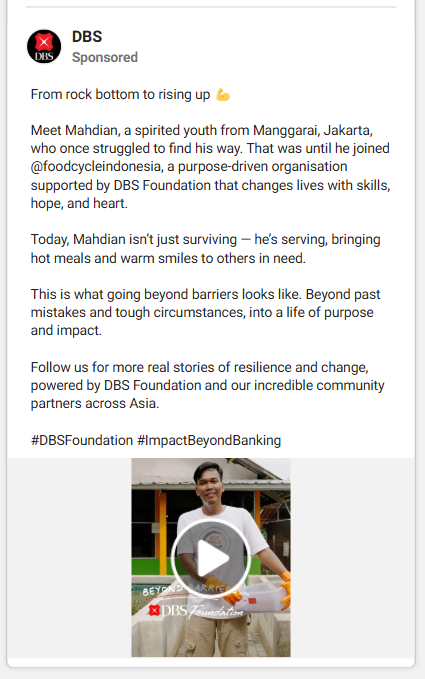 DBS
DBS
Sponsored
From rock bottom to rising up 💪
Meet Mahdian, a spirited youth from Manggarai, Jakarta,
who once struggled to find his way. That was until he joined
@foodcycleindonesia, a purpose-driven organisation
supported by DBS Foundation that changes lives with skills,
hope, and heart.
Today, Mahdian isn’t just surviving — he’s serving, bringing
hot meals and warm smiles to others in need.
This is what going beyond barriers looks like. Beyond past
mistakes and tough circumstances, into a life of purpose
and impact.
Follow us for more real stories of resilience and change,
powered by DBS Foundation and our incredible community
partners across Asia.
#DBSFoundation #ImpactBeyondBanking
BEYOND
DBS Foundation